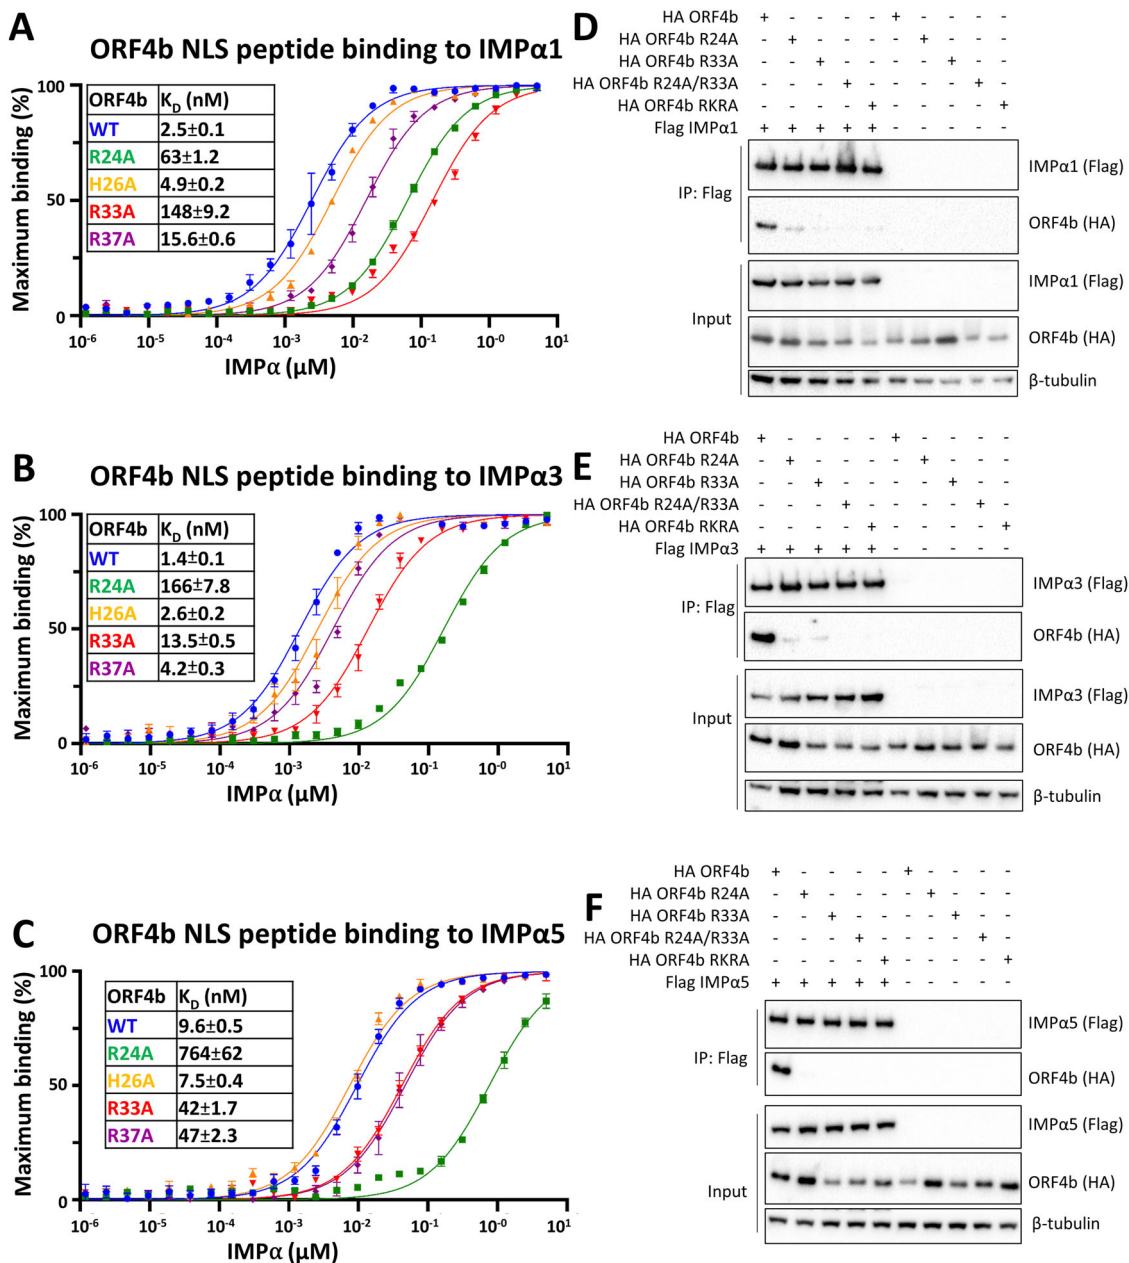 A
ORF4b NLS peptide binding to IMPα1
Maximum binding (%)
100
50
0
ORF4b K_D (nM)
WT 2.5±0.1
R24A 63±1.2
H26A 4.9±0.2
R33A 148±9.2
R37A 15.6±0.6
10⁻⁶ 10⁻⁵ 10⁻⁴ 10⁻³ 10⁻² 10⁻¹ 10⁻⁰ 10¹
IMPα (µM)
B
ORF4b NLS peptide binding to IMPα3
Maximum binding (%)
100
50
0
ORF4b K_D (nM)
WT 1.4±0.1
R24A 166±7.8
H26A 2.6±0.2
R33A 13.5±0.5
R37A 4.2±0.3
10⁻⁶ 10⁻⁵ 10⁻⁴ 10⁻³ 10⁻² 10⁻¹ 10⁻⁰ 10¹
IMPα (µM)
C
ORF4b NLS peptide binding to IMPα5
Maximum binding (%)
100
50
0
ORF4b K_D (nM)
WT 9.6±0.5
R24A 764±62
H26A 7.5±0.4
R33A 42±1.7
R37A 47±2.3
10⁻⁶ 10⁻⁵ 10⁻⁴ 10⁻³ 10⁻² 10⁻¹ 10⁻⁰ 10¹
IMPα (µM)
D
HA ORF4b + - - - - + - - - -
HA ORF4b R24A - + - - - - + - - -
HA ORF4b R33A - - + - - - - + - -
HA ORF4b R24A/R33A - - - + - - - - + -
HA ORF4b RKRA - - - - + - - - - +
Flag IMPα1 + + + + + - - - - -
IP: Flag
IMPα1 (Flag)
ORF4b (HA)
Input
IMPα1 (Flag)
ORF4b (HA)
β-tubulin
E
HA ORF4b + - - - - + - - - -
HA ORF4b R24A - + - - - - + - - -
HA ORF4b R33A - - + - - - - + - -
HA ORF4b R24A/R33A - - - + - - - - + -
HA ORF4b RKRA - - - - + - - - - +
Flag IMPα3 + + + + + - - - - -
IP: Flag
IMPα3 (Flag)
ORF4b (HA)
Input
IMPα3 (Flag)
ORF4b (HA)
β-tubulin
F
HA ORF4b + - - - - + - - - -
HA ORF4b R24A - + - - - - + - - -
HA ORF4b R33A - - + - - - - + - -
HA ORF4b R24A/R33A - - - + - - - - + -
HA ORF4b RKRA - - - - + - - - - +
Flag IMPα5 + + + + + - - - - -
IP: Flag
IMPα5 (Flag)
ORF4b (HA)
Input
IMPα5 (Flag)
ORF4b (HA)
β-tubulin